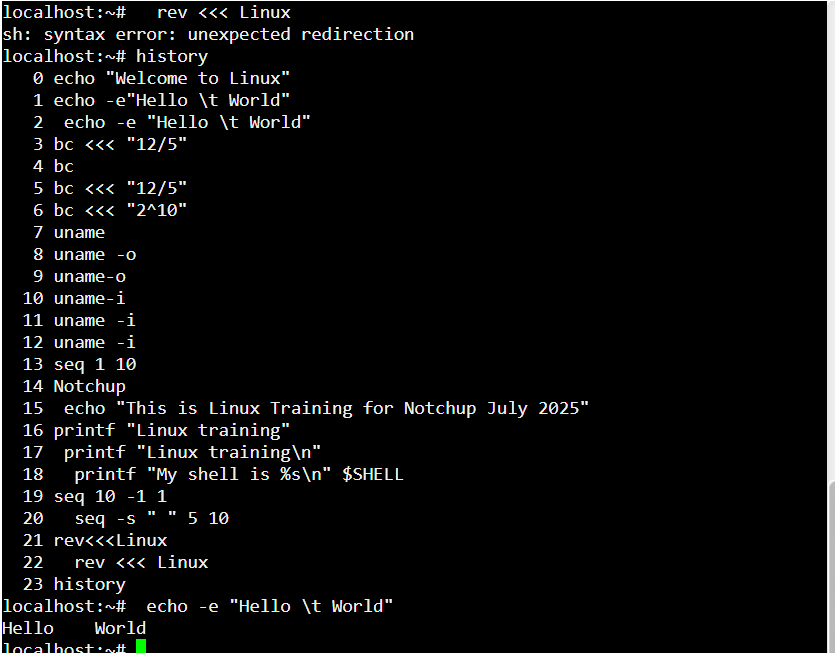 localhost:~#   rev <<< Linux
sh: syntax error: unexpected redirection
localhost:~# history
   0 echo "Welcome to Linux"
   1 echo -e"Hello \t World"
   2  echo -e "Hello \t World"
   3 bc <<< "12/5"
   4 bc
   5 bc <<< "12/5"
   6 bc <<< "2^10"
   7 uname
   8 uname -o
   9 uname-o
  10 uname-i
  11 uname -i
  12 uname -i
  13 seq 1 10
  14 Notchup
  15  echo "This is Linux Training for Notchup July 2025"
  16 printf "Linux training"
  17  printf "Linux training\n"
  18   printf "My shell is %s\n" $SHELL
  19 seq 10 -1 1
  20   seq -s " " 5 10
  21 rev<<<Linux
  22   rev <<< Linux
  23 history
localhost:~#  echo -e "Hello \t World"
Hello    World
localhost:~#